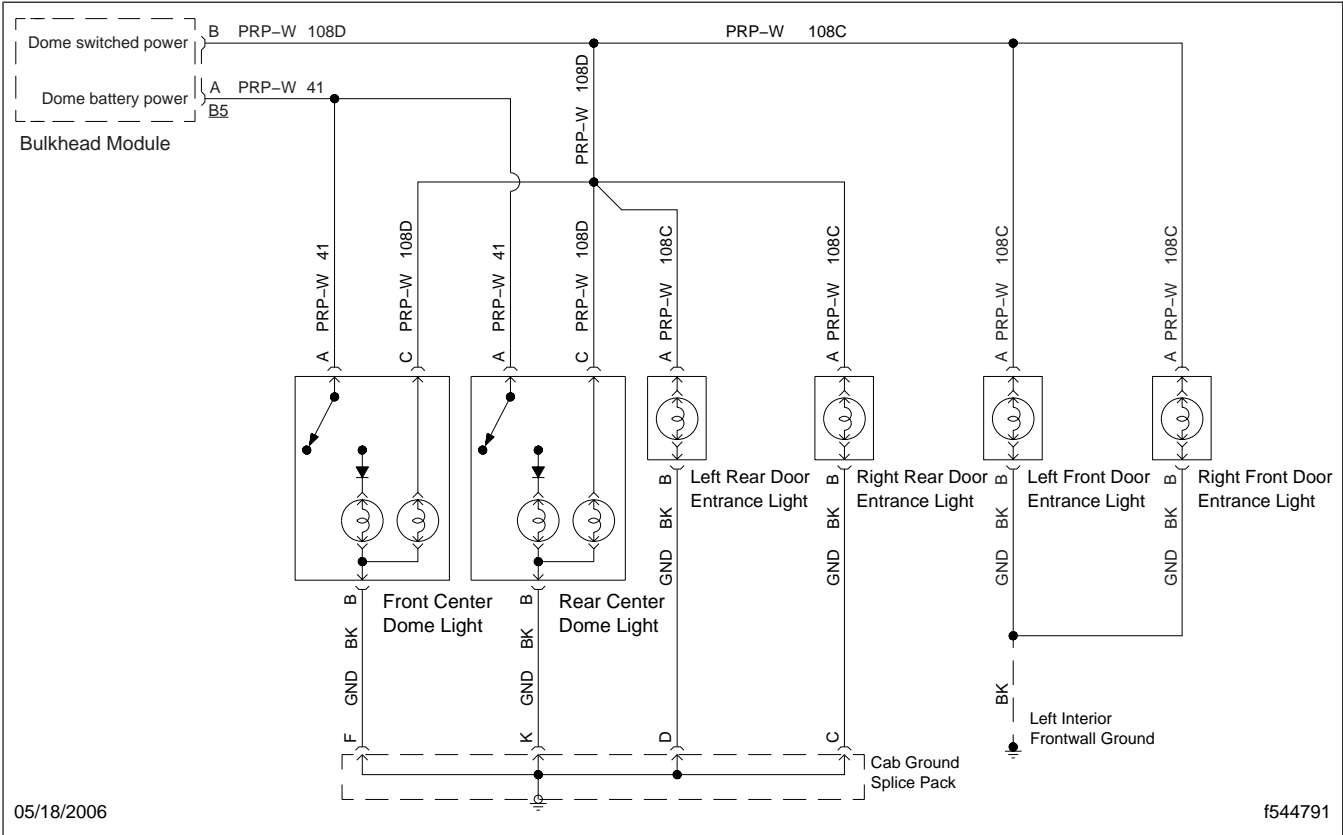 Dome switched power
B PRP−W 108D
PRP−W 108C
Dome battery power
A PRP−W 41
B5
Bulkhead Module
PRP−W 108D
A PRP−W 41
C PRP−W 108D
A PRP−W 41
C PRP−W 108D
A PRP−W 108C
A PRP−W 108C
A PRP−W 108C
A PRP−W 108C
Left Rear Door
Entrance Light
Right Rear Door
Entrance Light
Left Front Door
Entrance Light
Right Front Door
Entrance Light
GND BK B
GND BK B
GND BK B
GND BK B
Front Center
Dome Light
Rear Center
Dome Light
GND BK B
GND BK B
F
K
D
C
BK
Left Interior
Frontwall Ground
Cab Ground
Splice Pack
05/18/2006
f544791